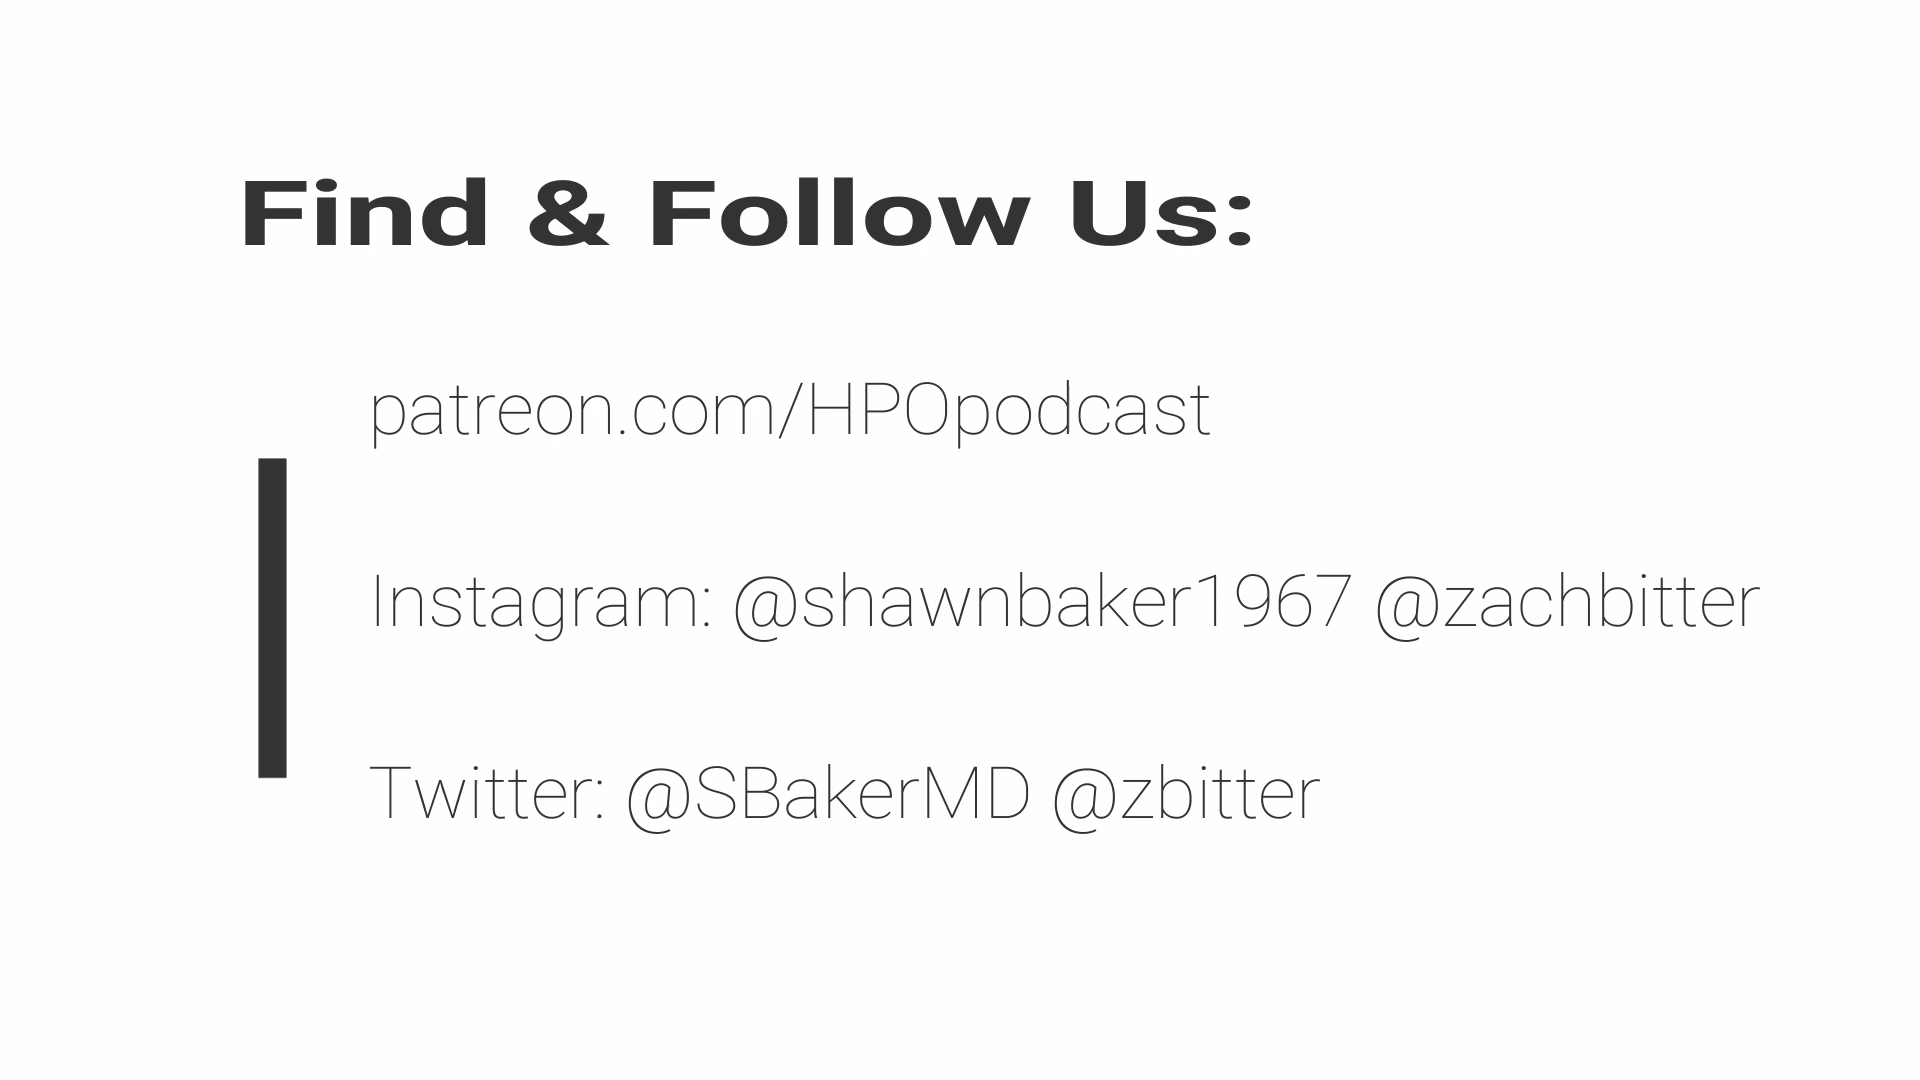 Find & Follow Us:
patreon.com/HPOpodcast
Instagram: @shawnbaker1967 @zachbitter
Twitter: @SBakerMD @zbitter